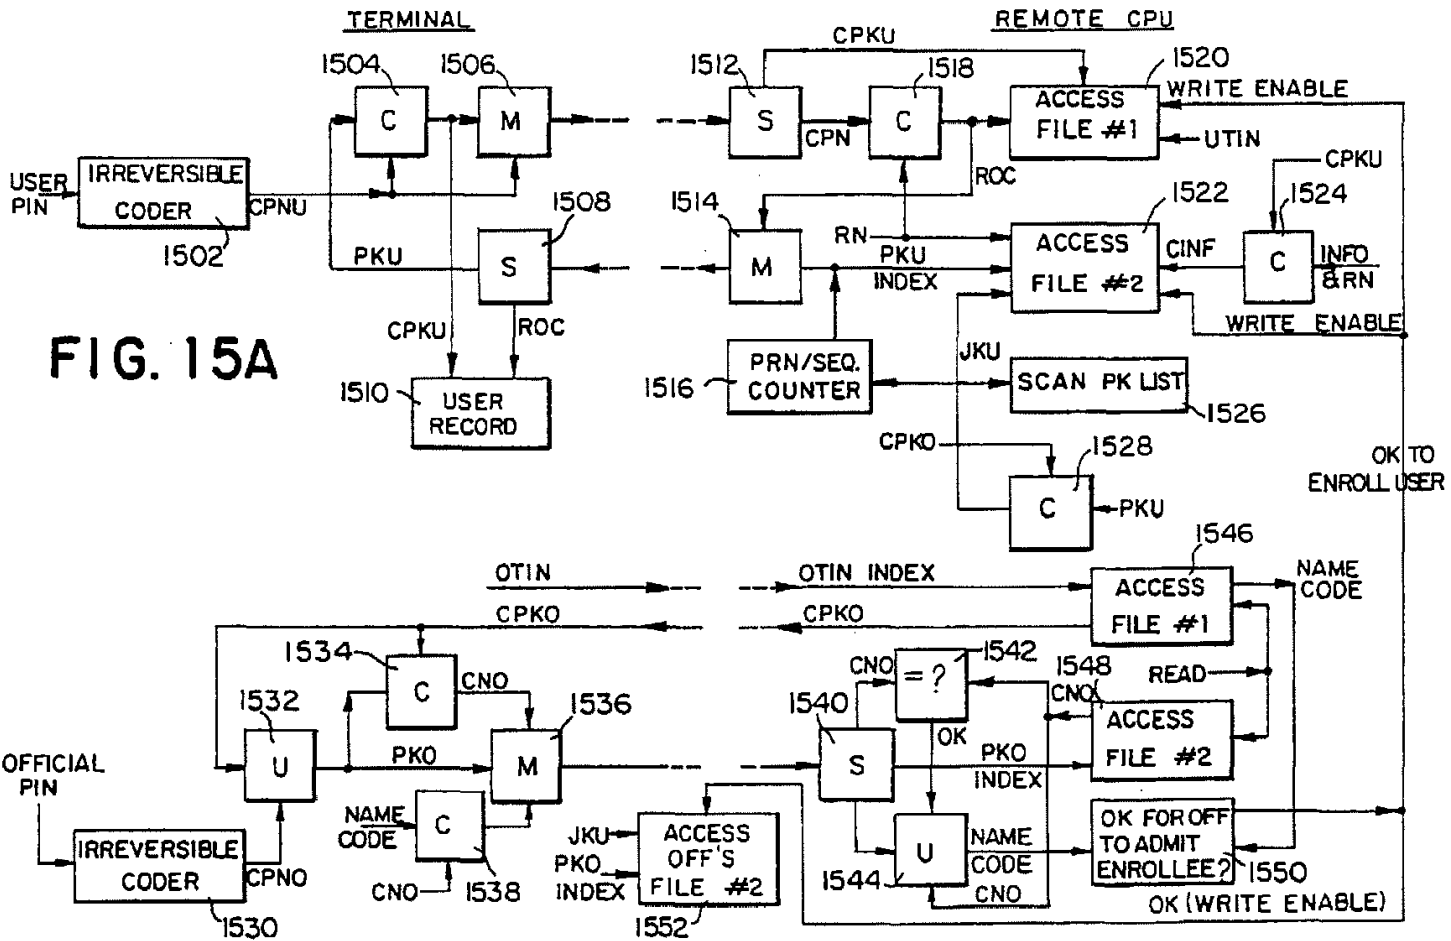 TERMINAL
REMOTE CPU
CPKU
1504
1506
1512
1518
1520
C
M
S
CPN
C
ACCESS
FILE #1
WRITE ENABLE
UTIN
CPKU
USER
PIN
IRREVERSIBLE
CODER
CPNU
1502
1508
1514
ROC
1522
1524
PKU
S
M
RN
PKU
INDEX
ACCESS
FILE #2
CINF
C
INFO
&RN
WRITE ENABLE
FIG. 15A
CPKU
ROC
1510
USER
RECORD
1516
PRN/SEQ.
COUNTER
JKU
SCAN PK LIST
1526
CPKO
1528
C
PKU
OK TO
ENROLL USER
OTIN
OTIN INDEX
1546
ACCESS
FILE #1
NAME
CODE
CPKO
CPKO
1534
C
CNO
CNO
= ?
1542
1548
READ
CNO
1532
U
PKO
1536
M
1540
S
OK
PKO
INDEX
ACCESS
FILE #2
OFFICIAL
PIN
NAME
CODE
C
1538
CNO
JKU
PKO
INDEX
ACCESS
OFF'S
FILE #2
1552
U
1544
NAME
CODE
CNO
OK FOR OFF
TO ADMIT
ENROLLEE?
1550
IRREVERSIBLE
CODER
CPNO
1530
OK (WRITE ENABLE)